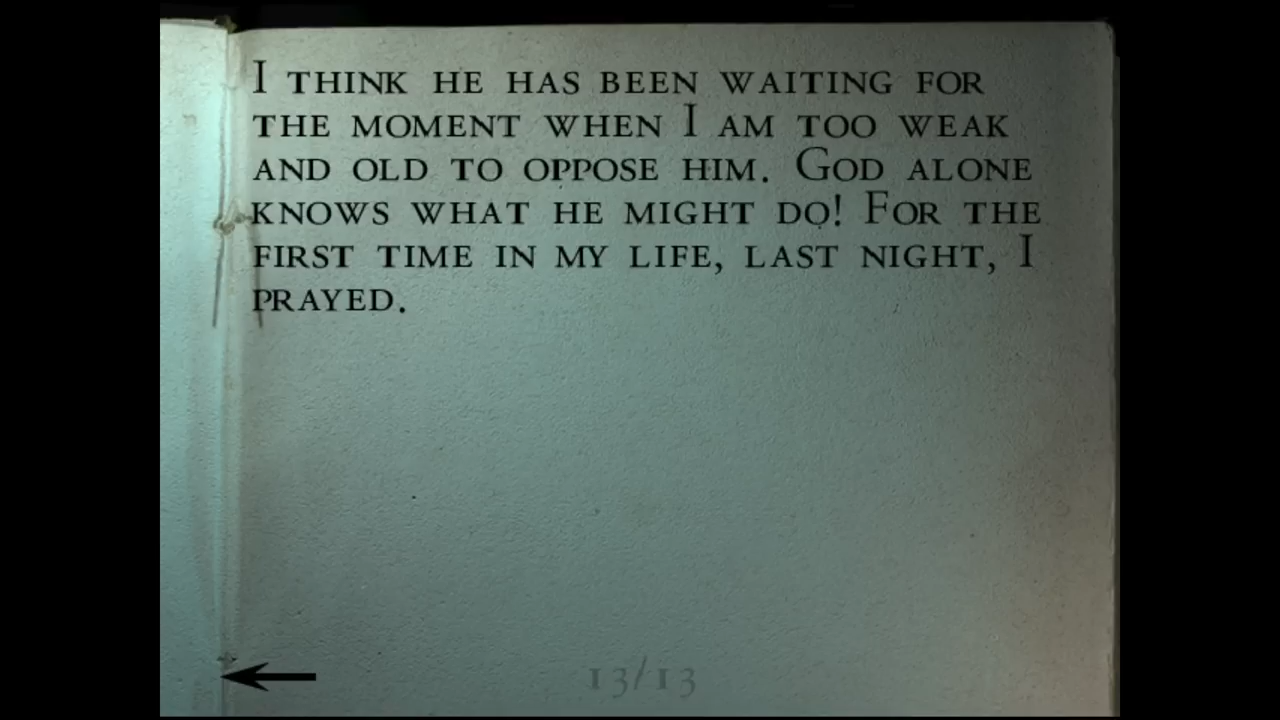 I THINK HE HAS BEEN WAITING FOR
THE MOMENT WHEN I AM TOO WEAK
AND OLD TO OPPOSE HIM. GOD ALONE
KNOWS WHAT HE MIGHT DO! FOR THE
FIRST TIME IN MY LIFE, LAST NIGHT, I
PRAYED.
13/13